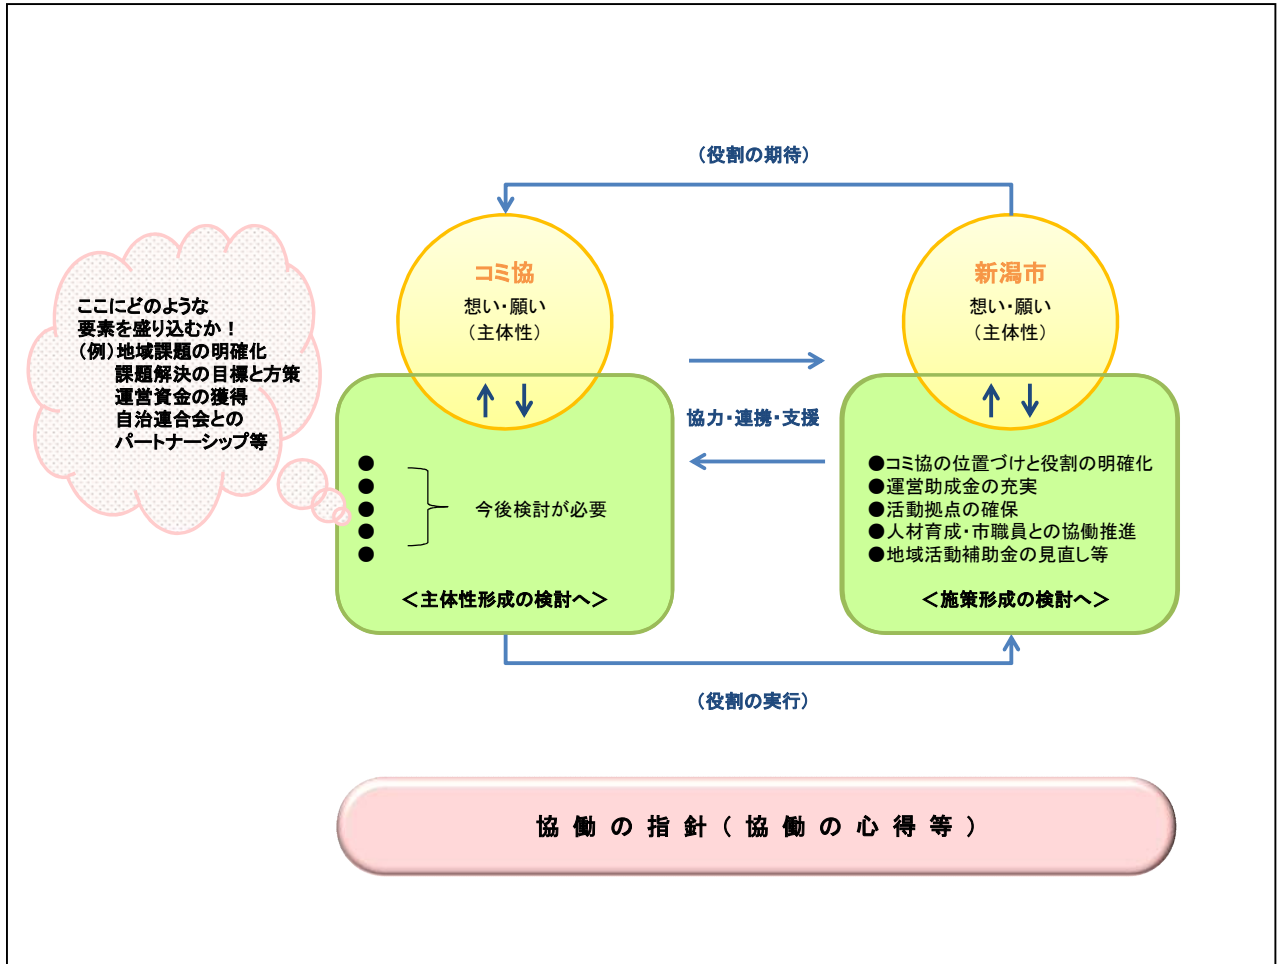 （役割の期待）
コミ協
想い・願い
（主体性）
新潟市
想い・願い
（主体性）
ここにどのような
要素を盛り込むか！
（例）地域課題の明確化
課題解決の目標と方策
運営資金の獲得
自治連合会との
パートナーシップ等
協力・連携・支援
●
●
●
●
●
今後検討が必要
＜主体性形成の検討へ＞
●コミ協の位置づけと役割の明確化
●運営助成金の充実
●活動拠点の確保
●人材育成・市職員との協働推進
●地域活動補助金の見直し等
＜施策形成の検討へ＞
（役割の実行）
協働の指針（協働の心得等）